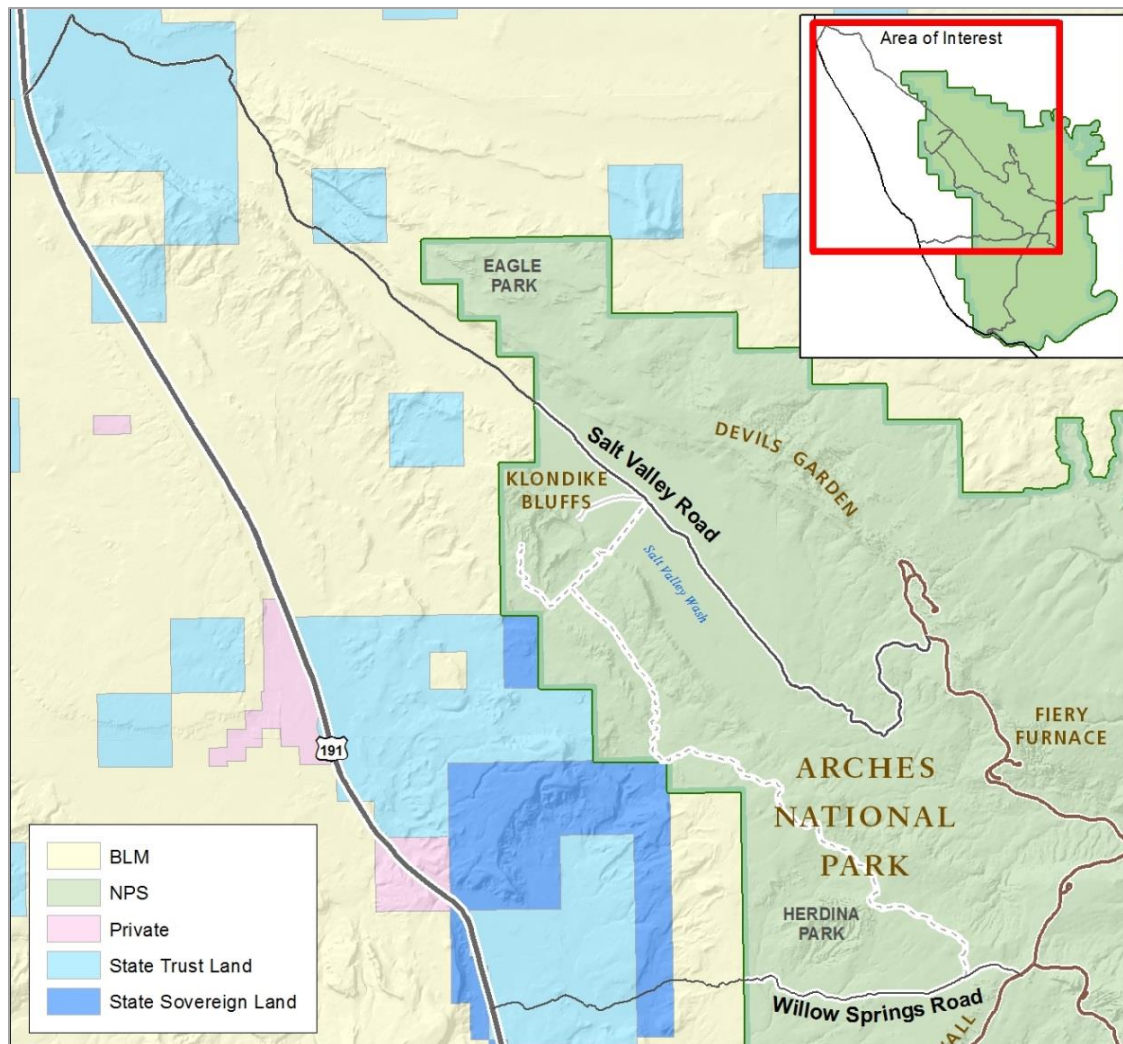 Area of Interest
EAGLE
PARK
DEVILS GARDEN
Salt Valley Road
KLONDIKE
BLUFFS
Salt Valley Wash
FIERY
FURNACE
191
ARCHES
NATIONAL
PARK
HERDINA
PARK
Willow Springs Road
BLM
NPS
Private
State Trust Land
State Sovereign Land